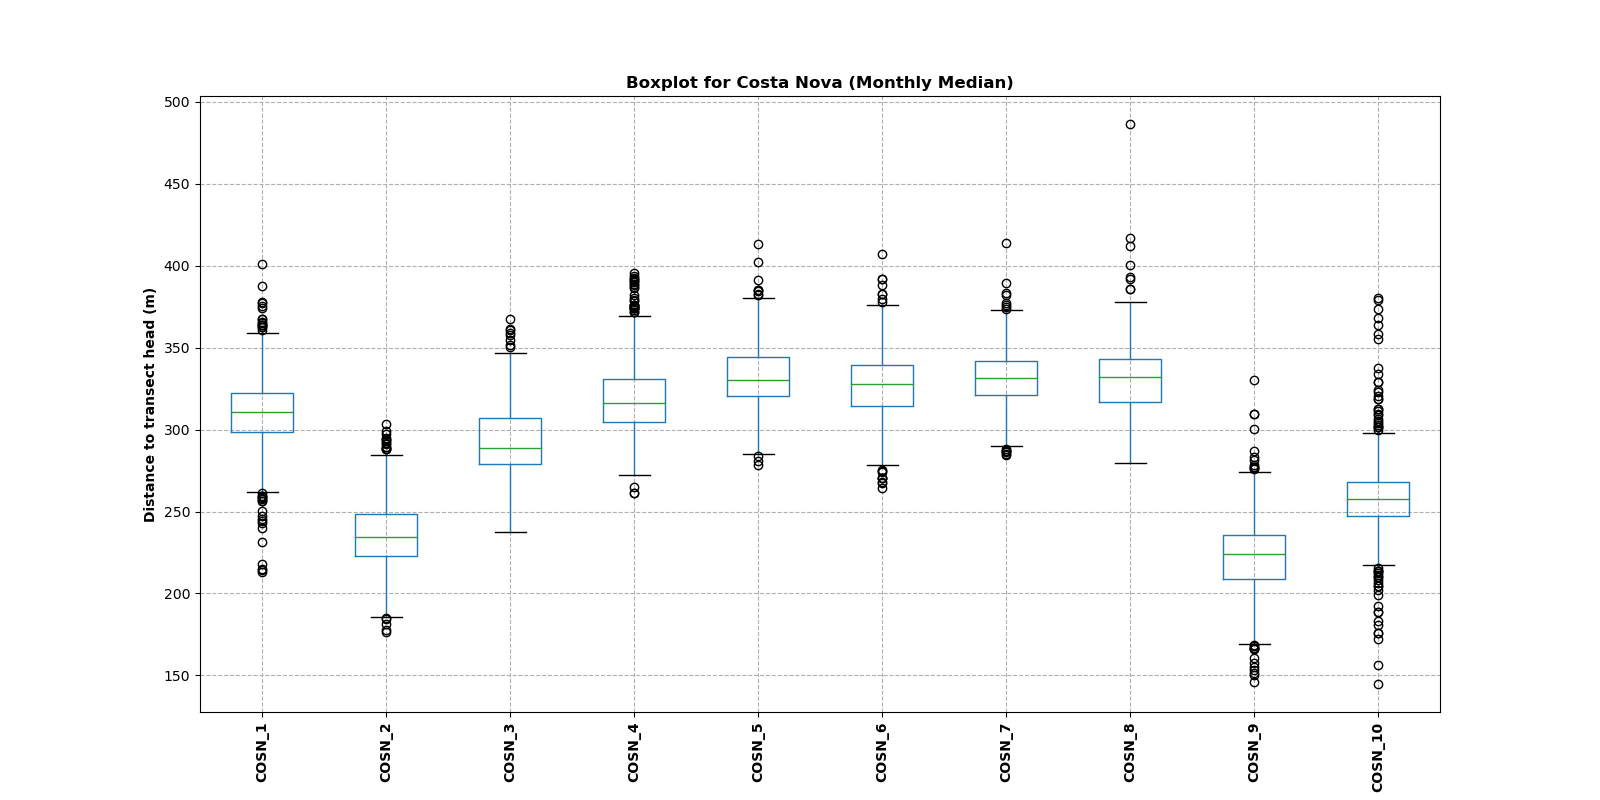 Boxplot for Costa Nova (Monthly Median)
Distance to transect head (m)
500
450
400
350
300
250
200
150
COSN_1
COSN_2
COSN_3
COSN_4
COSN_5
COSN_6
COSN_7
COSN_8
COSN_9
COSN_10